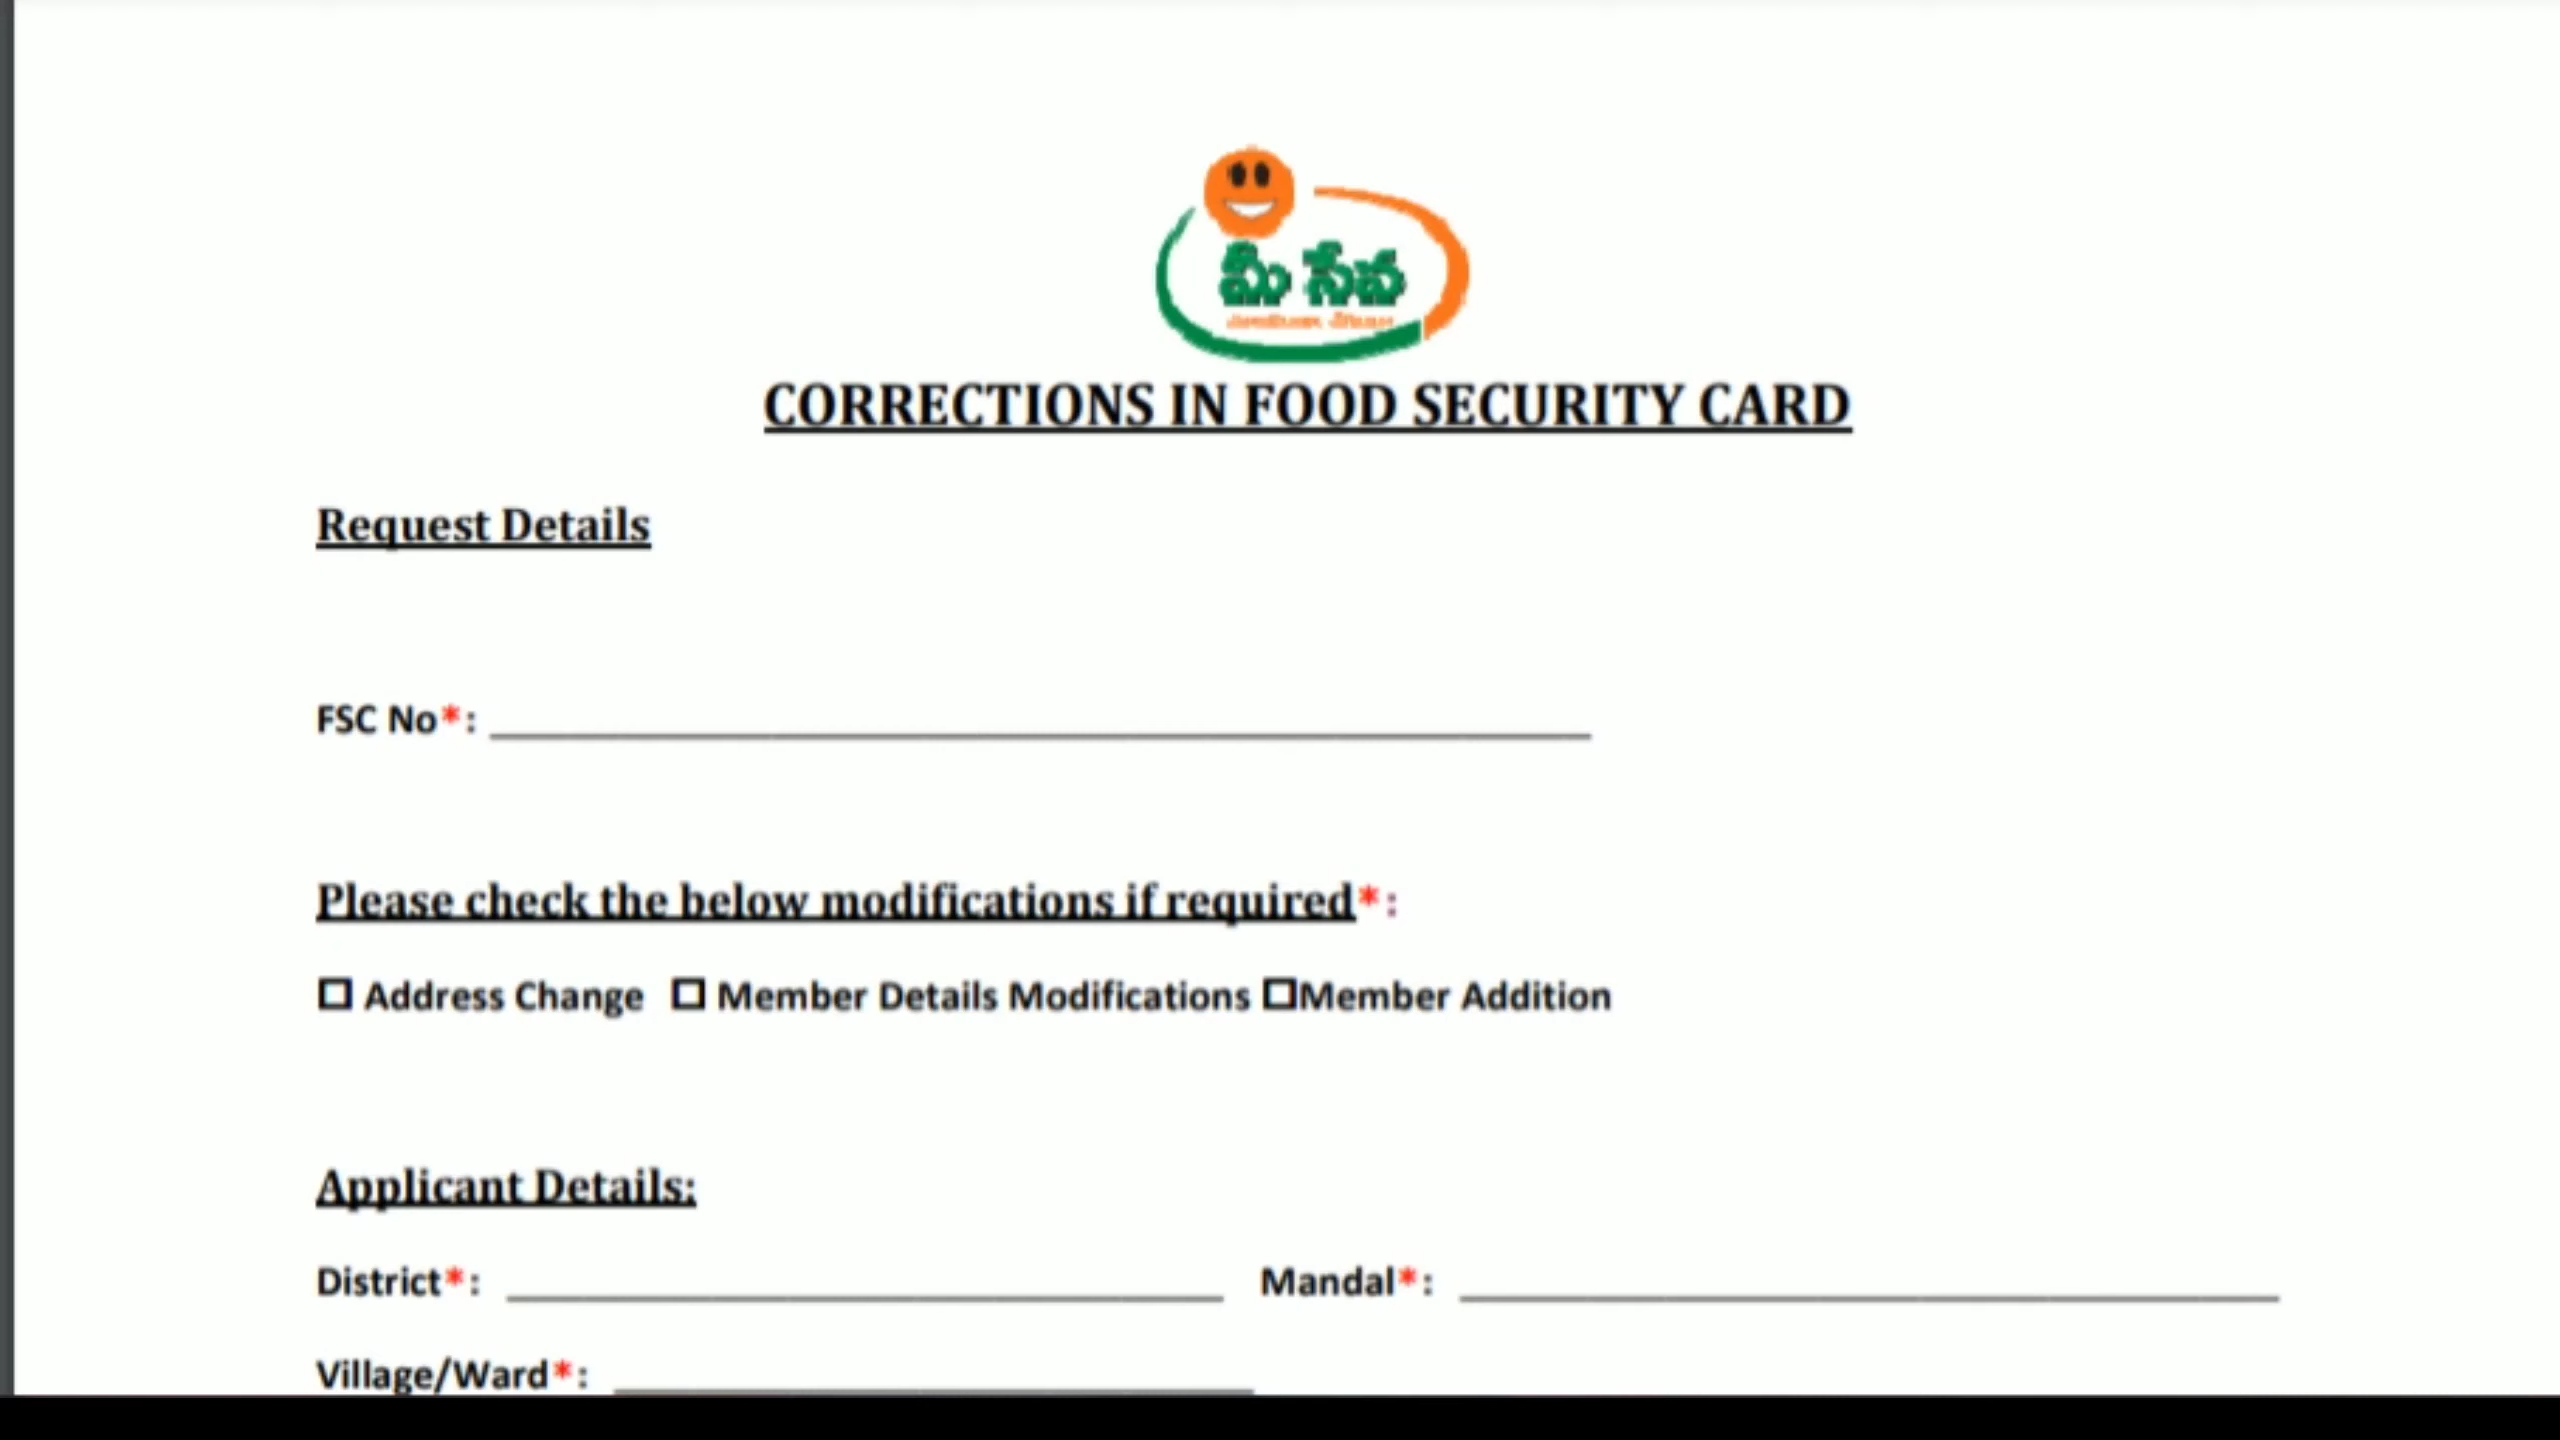 మీ సేవ
CORRECTIONS IN FOOD SECURITY CARD
Request Details
FSC No*:
Please check the below modifications if required*:
☐ Address Change ☐ Member Details Modifications ☐Member Addition
Applicant Details:
District*: Mandal*:
Village/Ward*: